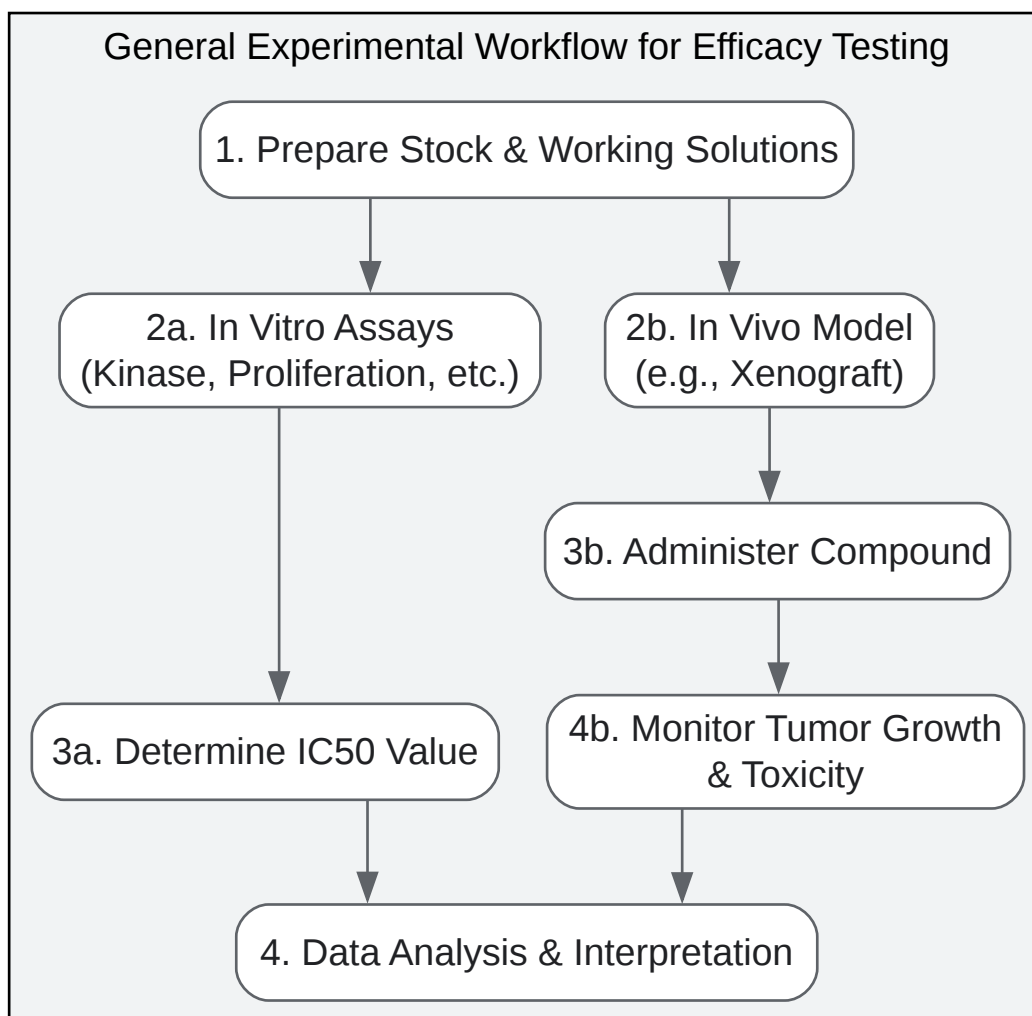 General Experimental Workflow for Efficacy Testing
1. Prepare Stock & Working Solutions
2a. In Vitro Assays
(Kinase, Proliferation, etc.)
2b. In Vivo Model
(e.g., Xenograft)
3b. Administer Compound
3a. Determine IC50 Value
4b. Monitor Tumor Growth
& Toxicity
4. Data Analysis & Interpretation